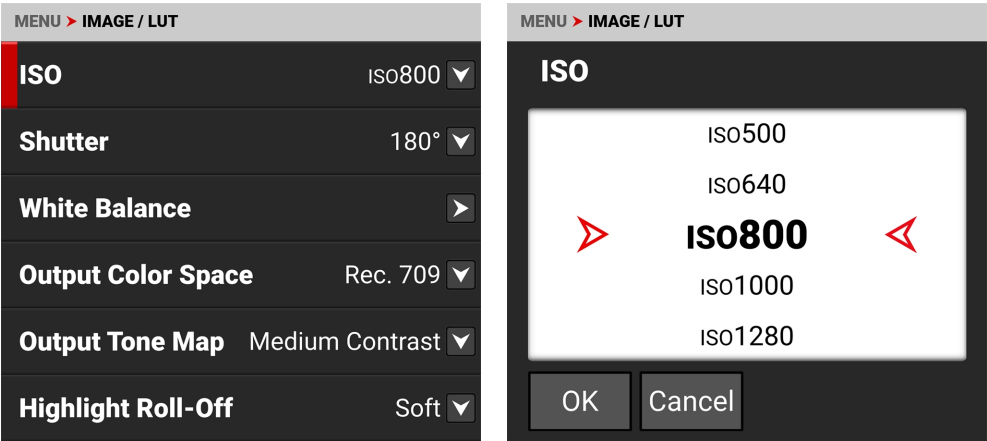 MENU ➤ IMAGE / LUT
ISO ISO800
Shutter 180°
White Balance
Output Color Space Rec. 709
Output Tone Map Medium Contrast
Highlight Roll-Off Soft
MENU ➤ IMAGE / LUT
ISO
ISO500
ISO640
ISO800
ISO1000
ISO1280
OK Cancel